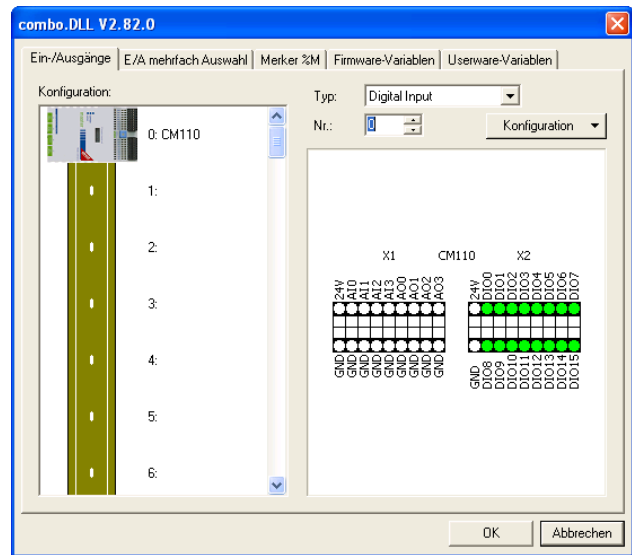 combo.DLL V2.82.0
Ein-/Ausgänge E/A mehrfach Auswahl Merker %M Firmware-Variablen Userware-Variablen
Konfiguration:
Typ: Digital Input
Nr.: 0 Konfiguration
0: CM110
1:
2:
3:
4:
5:
6:
X1 CM110 X2
24V AI0 AI1 AI2 AI3 AO0 AO1 AO2 AO3
24V DIO0 DIO1 DIO2 DIO3 DIO4 DIO5 DIO6 DIO7
GND GND GND GND GND GND GND GND GND
GND DIO8 DIO9 DIO10 DIO11 DIO12 DIO13 DIO14 DIO15
OK Abbrechen